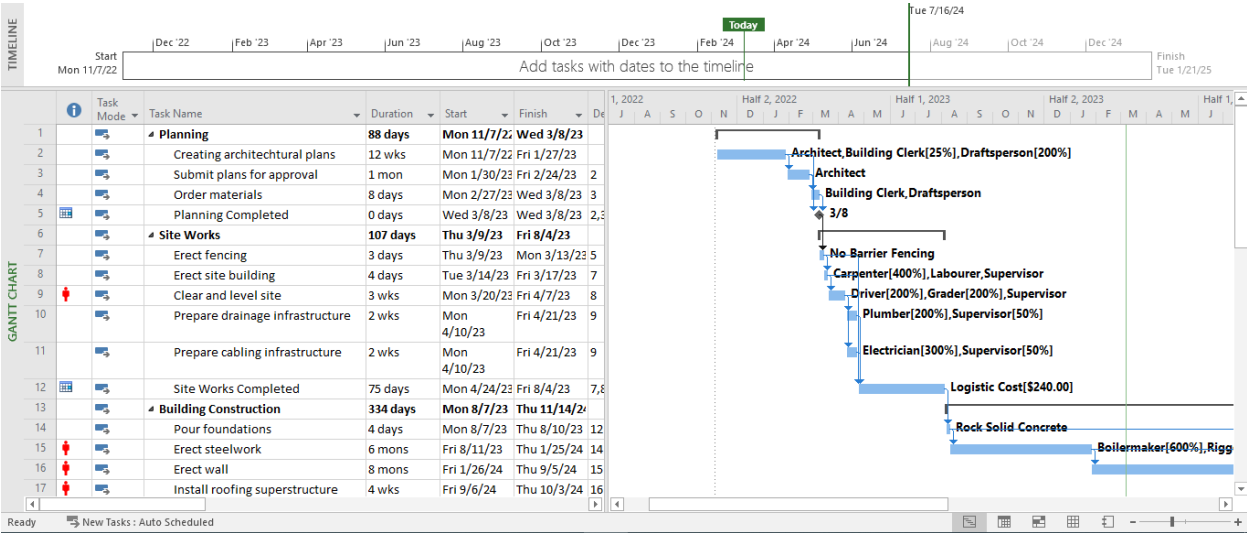 Tue 7/16/24
Today
Dec '22 Feb '23 Apr '23 Jun '23 Aug '23 Oct '23 Dec '23 Feb '24 Apr '24 Jun '24 Aug '24 Oct '24 Dec '24
TIMELINE
Start
Mon 11/7/22
Add tasks with dates to the timeline
Finish
Tue 1/21/25
GANTT CHART
Task Mode Task Name Duration Start Finish De
1, 2022 Half 2, 2022 Half 1, 2023 Half 2, 2023 Half 1,
J A S O N D J F M A M J J A S O N D J F M A M J
1 Planning 88 days Mon 11/7/22 Wed 3/8/23
2 Creating architechtural plans 12 wks Mon 11/7/22 Fri 1/27/23 Architect,Building Clerk[25%],Draftsperson[200%]
3 Submit plans for approval 1 mon Mon 1/30/23 Fri 2/24/23 2 Architect
4 Order materials 8 days Mon 2/27/23 Wed 3/8/23 3 Building Clerk,Draftsperson
5 Planning Completed 0 days Wed 3/8/23 Wed 3/8/23 2,3 3/8
6 Site Works 107 days Thu 3/9/23 Fri 8/4/23
7 Erect fencing 3 days Thu 3/9/23 Mon 3/13/23 5 No Barrier Fencing
8 Erect site building 4 days Tue 3/14/23 Fri 3/17/23 7 Carpenter[400%],Labourer,Supervisor
9 Clear and level site 3 wks Mon 3/20/23 Fri 4/7/23 8 Driver[200%],Grader[200%],Supervisor
10 Prepare drainage infrastructure 2 wks Mon 4/10/23 Fri 4/21/23 9 Plumber[200%],Supervisor[50%]
11 Prepare cabling infrastructure 2 wks Mon 4/10/23 Fri 4/21/23 9 Electrician[300%],Supervisor[50%]
12 Site Works Completed 75 days Mon 4/24/23 Fri 8/4/23 7,8 Logistic Cost[$240.00]
13 Building Construction 334 days Mon 8/7/23 Thu 11/14/24
14 Pour foundations 4 days Mon 8/7/23 Thu 8/10/23 12 Rock Solid Concrete
15 Erect steelwork 6 mons Fri 8/11/23 Thu 1/25/24 14 Boilermaker[600%],Rigg
16 Erect wall 8 mons Fri 1/26/24 Thu 9/5/24 15
17 Install roofing superstructure 4 wks Fri 9/6/24 Thu 10/3/24 16
Ready New Tasks : Auto Scheduled